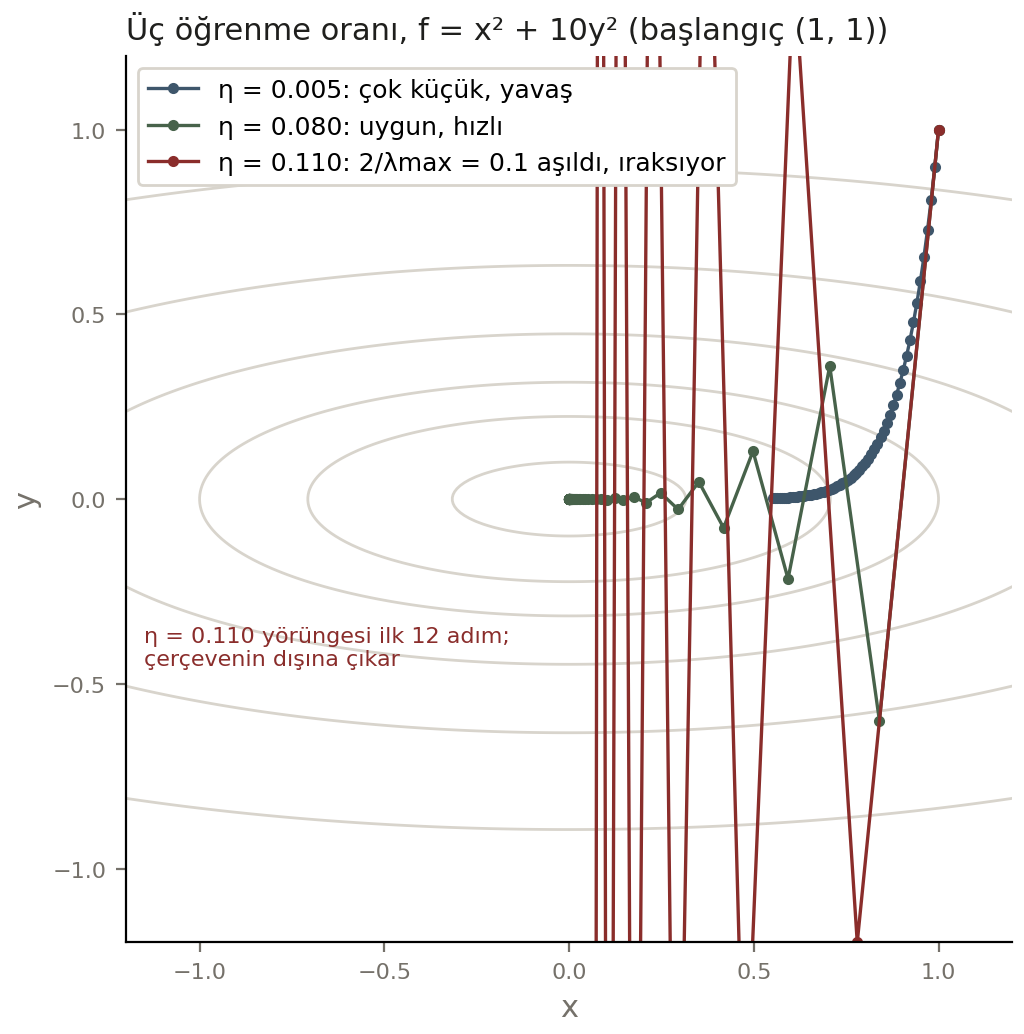 Üç öğrenme oranı, f = x² + 10y² (başlangıç (1, 1))
η = 0.005: çok küçük, yavaş
η = 0.080: uygun, hızlı
η = 0.110: 2/λmax = 0.1 aşıldı, ıraksıyor
1.0
0.5
0.0
−0.5
−1.0
y
η = 0.110 yörüngesi ilk 12 adım;
çerçevenin dışına çıkar
−1.0 −0.5 0.0 0.5 1.0
x